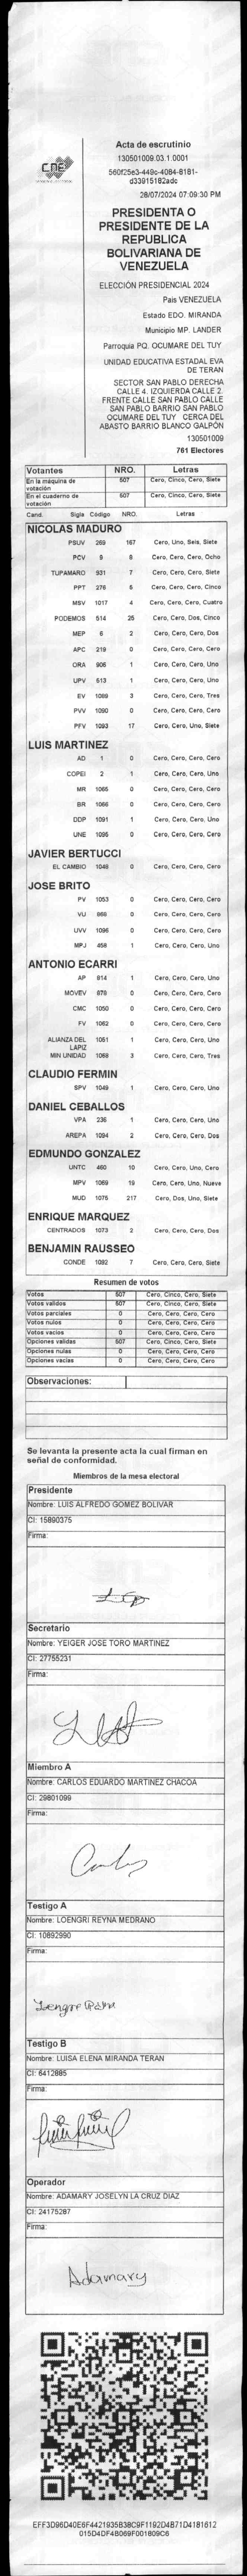 CNE
Acta de escrutinio
130501009.03.1.0001
560f25e3-449c-4084-8181-
d33915182adc
28/07/2024 07:09:30 PM
PRESIDENTA O
PRESIDENTE DE LA
REPUBLICA
BOLIVARIANA DE
VENEZUELA
ELECCIÓN PRESIDENCIAL 2024
Pais VENEZUELA
Estado EDO. MIRANDA
Municipio MP. LANDER
Parroquia PQ. OCUMARE DEL TUY
UNIDAD EDUCATIVA ESTADAL EVA
DE TERAN
SECTOR SAN PABLO DERECHA
CALLE 4. IZQUIERDA CALLE 2.
FRENTE CALLE SAN PABLO CALLE
SAN PABLO BARRIO SAN PABLO
OCUMARE DEL TUY CERCA DEL
ABASTO BARRIO BLANCO GALPÓN
130501009
761 Electores
Votantes NRO. Letras
En la máquina de votación 507 Cero, Cinco, Cero, Siete
En el cuaderno de votación 507 Cero, Cinco, Cero, Siete
Cand. Sigla Código NRO. Letras
NICOLAS MADURO
PSUV 269 167 Cero, Uno, Seis, Siete
PCV 9 8 Cero, Cero, Cero, Ocho
TUPAMARO 931 7 Cero, Cero, Cero, Siete
PPT 276 5 Cero, Cero, Cero, Cinco
MSV 1017 4 Cero, Cero, Cero, Cuatro
PODEMOS 514 25 Cero, Cero, Dos, Cinco
MEP 6 2 Cero, Cero, Cero, Dos
APC 219 0 Cero, Cero, Cero, Cero
ORA 906 1 Cero, Cero, Cero, Uno
UPV 513 1 Cero, Cero, Cero, Uno
EV 1089 3 Cero, Cero, Cero, Tres
PVV 1090 0 Cero, Cero, Cero, Cero
PFV 1093 17 Cero, Cero, Uno, Siete
LUIS MARTINEZ
AD 1 0 Cero, Cero, Cero, Cero
COPEI 2 1 Cero, Cero, Cero, Uno
MR 1065 0 Cero, Cero, Cero, Cero
BR 1066 0 Cero, Cero, Cero, Cero
DDP 1091 1 Cero, Cero, Cero, Uno
UNE 1095 0 Cero, Cero, Cero, Cero
JAVIER BERTUCCI
EL CAMBIO 1048 0 Cero, Cero, Cero, Cero
JOSE BRITO
PV 1053 0 Cero, Cero, Cero, Cero
VU 866 0 Cero, Cero, Cero, Cero
UVV 1096 0 Cero, Cero, Cero, Cero
MPJ 458 1 Cero, Cero, Cero, Uno
ANTONIO ECARRI
AP 914 1 Cero, Cero, Cero, Uno
MOVEV 979 0 Cero, Cero, Cero, Cero
CMC 1050 0 Cero, Cero, Cero, Cero
FV 1062 0 Cero, Cero, Cero, Cero
ALIANZA DEL LAPIZ 1051 1 Cero, Cero, Cero, Uno
MIN UNIDAD 1068 3 Cero, Cero, Cero, Tres
CLAUDIO FERMIN
SPV 1049 1 Cero, Cero, Cero, Uno
DANIEL CEBALLOS
VPA 236 1 Cero, Cero, Cero, Uno
AREPA 1094 2 Cero, Cero, Cero, Dos
EDMUNDO GONZALEZ
UNTC 460 10 Cero, Cero, Uno, Cero
MPV 1069 19 Cero, Cero, Uno, Nueve
MUD 1075 217 Cero, Dos, Uno, Siete
ENRIQUE MARQUEZ
CENTRADOS 1073 2 Cero, Cero, Cero, Dos
BENJAMIN RAUSSEO
CONDE 1082 7 Cero, Cero, Cero, Siete
Resumen de votos
Votos 507 Cero, Cinco, Cero, Siete
Votos validos 507 Cero, Cinco, Cero, Siete
Votos parciales 0 Cero, Cero, Cero, Cero
Votos nulos 0 Cero, Cero, Cero, Cero
Votos vacios 0 Cero, Cero, Cero, Cero
Opciones validas 507 Cero, Cinco, Cero, Siete
Opciones nulas 0 Cero, Cero, Cero, Cero
Opciones vacias 0 Cero, Cero, Cero, Cero
Observaciones:
Se levanta la presente acta la cual firman en
señal de conformidad.
Miembros de la mesa electoral
Presidente
Nombre: LUIS ALFREDO GOMEZ BOLIVAR
CI: 15890375
Firma:
Secretario
Nombre: YEIGER JOSE TORO MARTINEZ
CI: 27755231
Firma:
Miembro A
Nombre: CARLOS EDUARDO MARTINEZ CHACOA
CI: 29801099
Firma:
Carlos
Testigo A
Nombre: LOENGRI REYNA MEDRANO
CI: 10892990
Firma:
Testigo B
Nombre: LUISA ELENA MIRANDA TERAN
CI: 6412885
Firma:
Operador
Nombre: ADAMARY JOSELYN LA CRUZ DIAZ
CI: 24175287
Firma:
Adamary
EFF3D96D40E6F4421935B38C9F1192D4B71D4181612
015D4DF4B069F001809C6